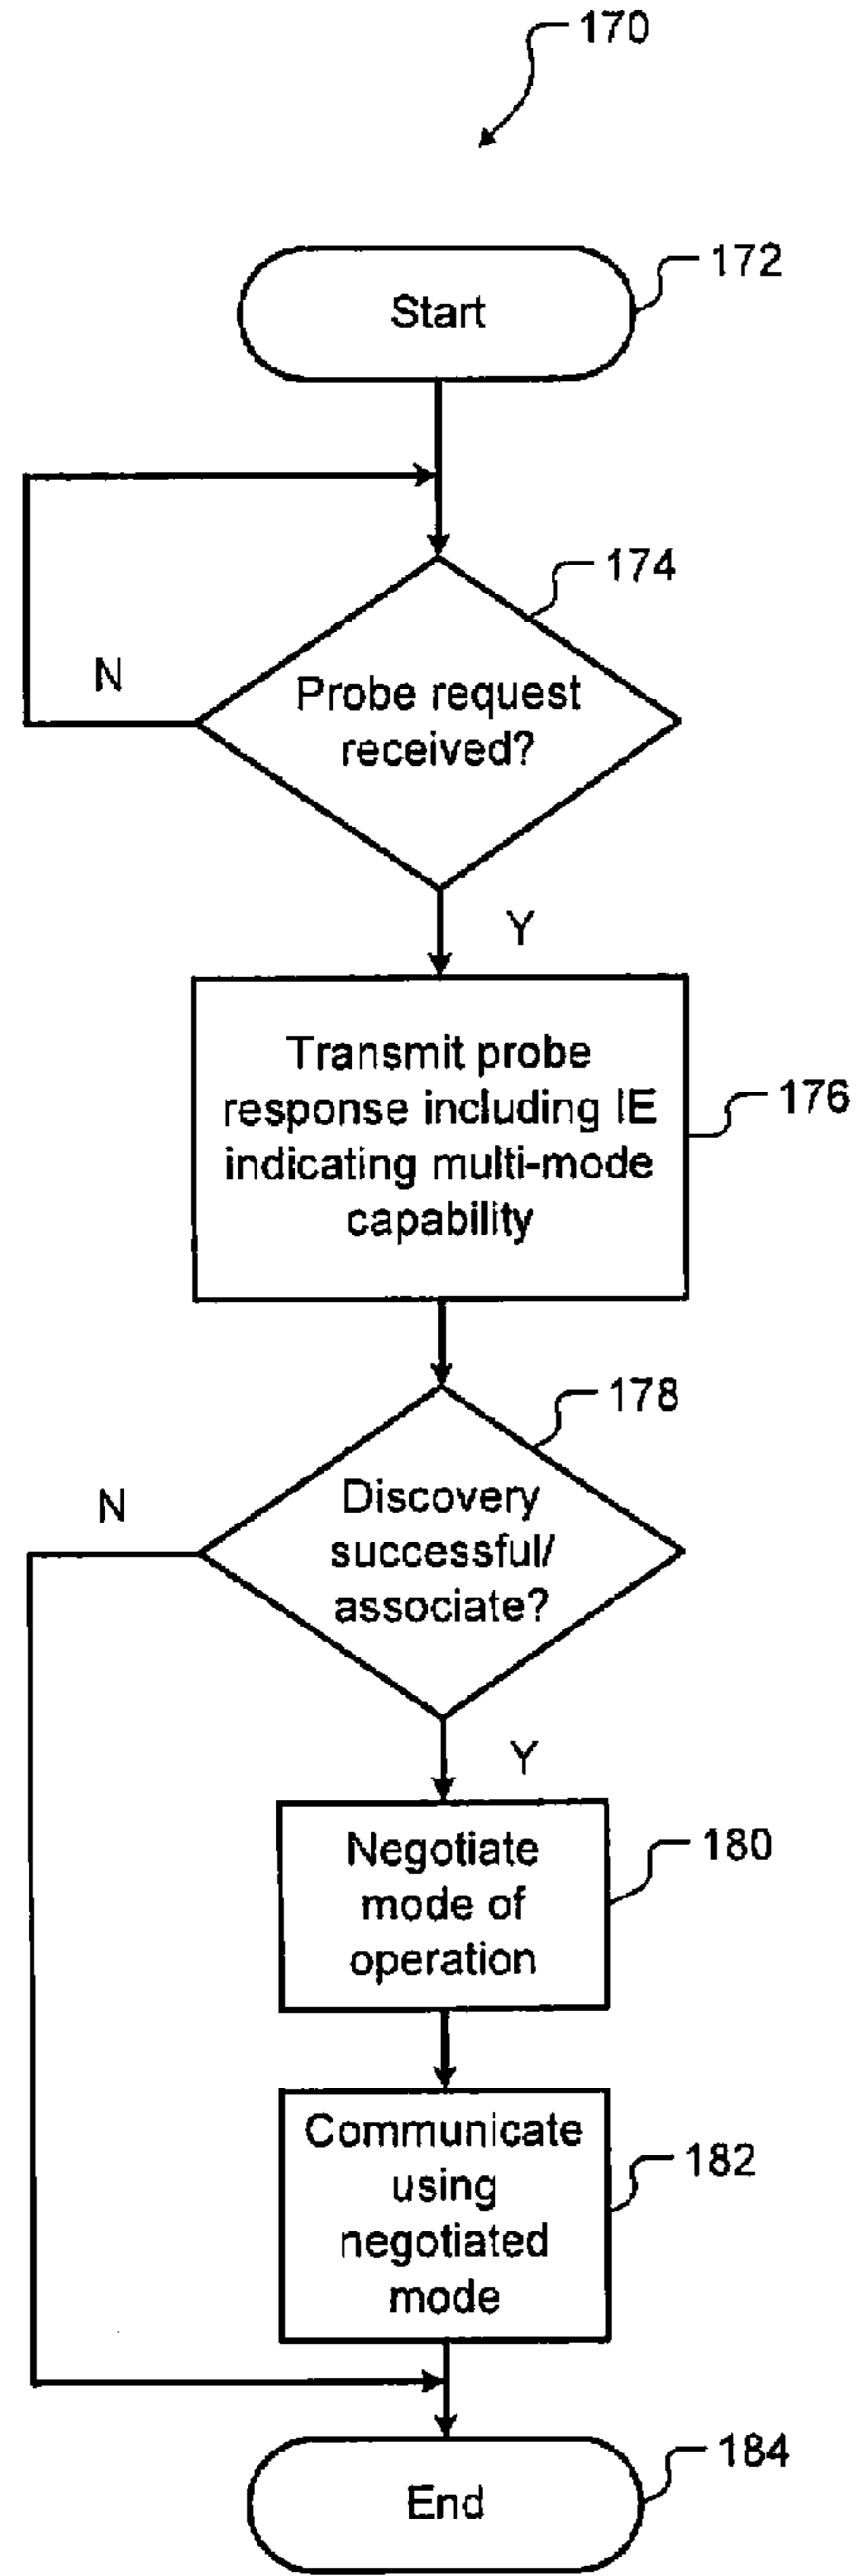 170
172
Start
174
N
Probe request
received?
Y
Transmit probe
response including IE
indicating multi-mode
capability
176
178
N
Discovery
successful/
associate?
Y
Negotiate
mode of
operation
180
Communicate
using
negotiated
mode
182
184
End